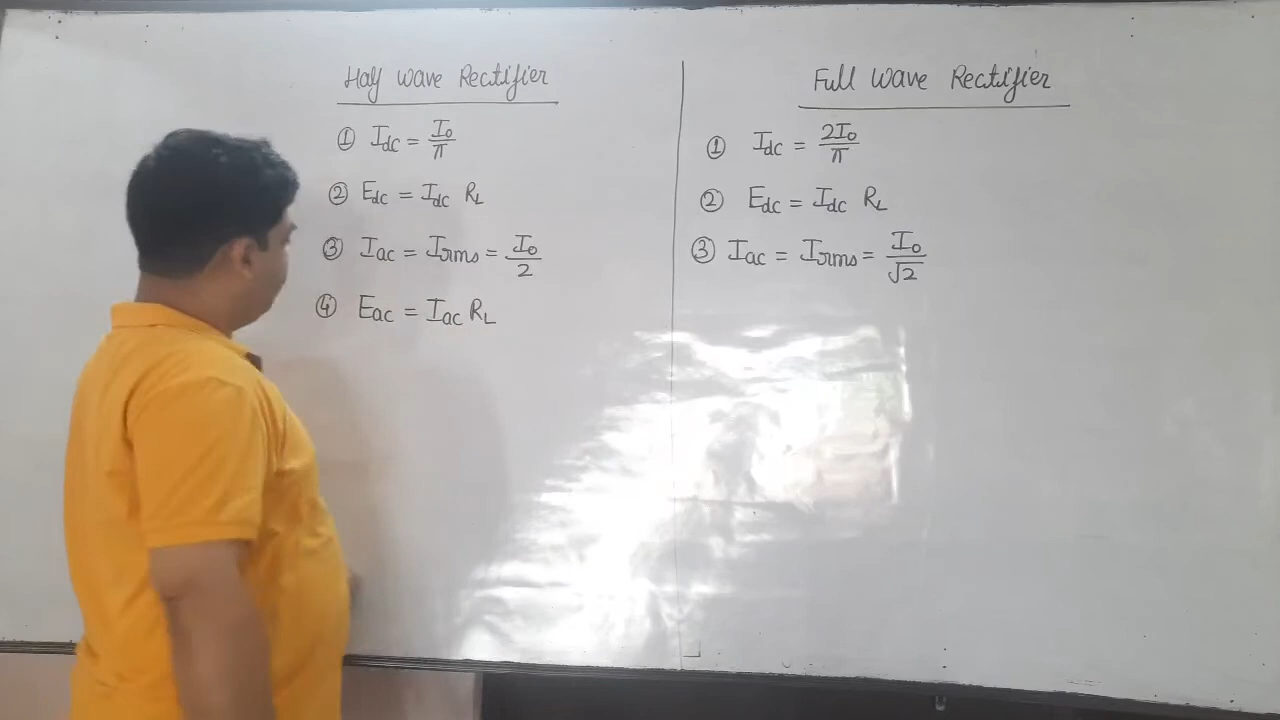 Half Wave Rectifier
① Idc = I₀/π
② Edc = Idc RL
③ Iac = Irms = I₀/2
④ Eac = Iac RL
Full Wave Rectifier
① Idc = 2I₀/π
② Edc = Idc RL
③ Iac = Irms = I₀/√2